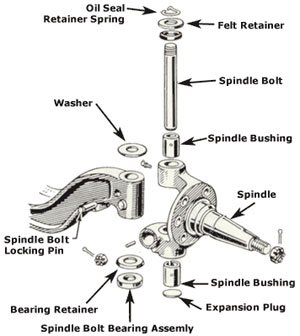 Oil Seal
Retainer Spring
Felt Retainer
Spindle Bolt
Washer
Spindle Bushing
Spindle
Spindle Bolt
Locking Pin
Bearing Retainer
Spindle Bushing
Expansion Plug
Spindle Bolt Bearing Assemly